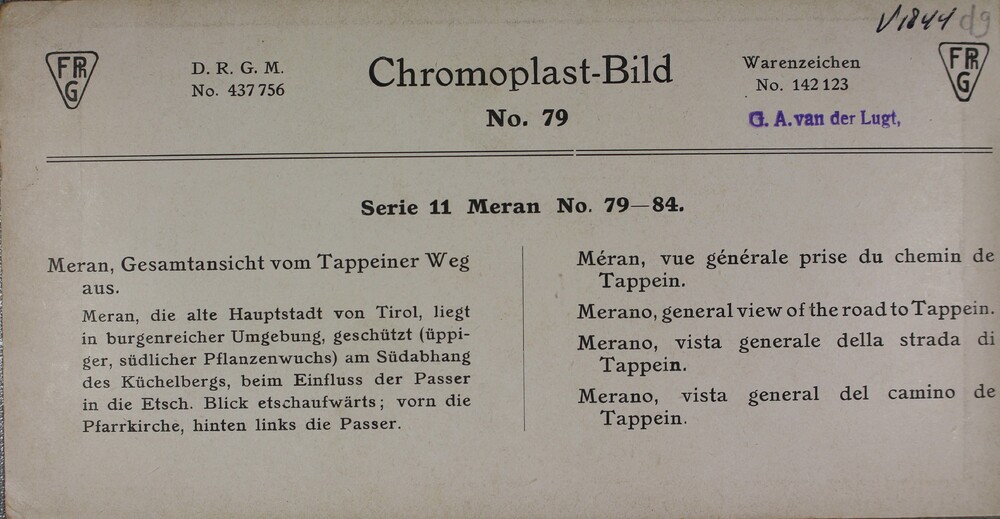 V1844 dg
FPR
G
D. R. G. M.
No. 437 756
Chromoplast-Bild
No. 79
Warenzeichen
No. 142 123
FPR
G
G. A. van der Lugt,
Serie 11 Meran No. 79—84.
Meran, Gesamtansicht vom Tappeiner Weg
aus.
Meran, die alte Hauptstadt von Tirol, liegt
in burgenreicher Umgebung, geschützt (üppi-
ger, südlicher Pflanzenwuchs) am Südabhang
des Küchelbergs, beim Einfluss der Passer
in die Etsch. Blick etschaufwärts; vorn die
Pfarrkirche, hinten links die Passer.
Méran, vue générale prise du chemin de
Tappein.
Merano, general view of the road to Tappein.
Merano, vista generale della strada di
Tappein.
Merano, vista general del camino de
Tappein.